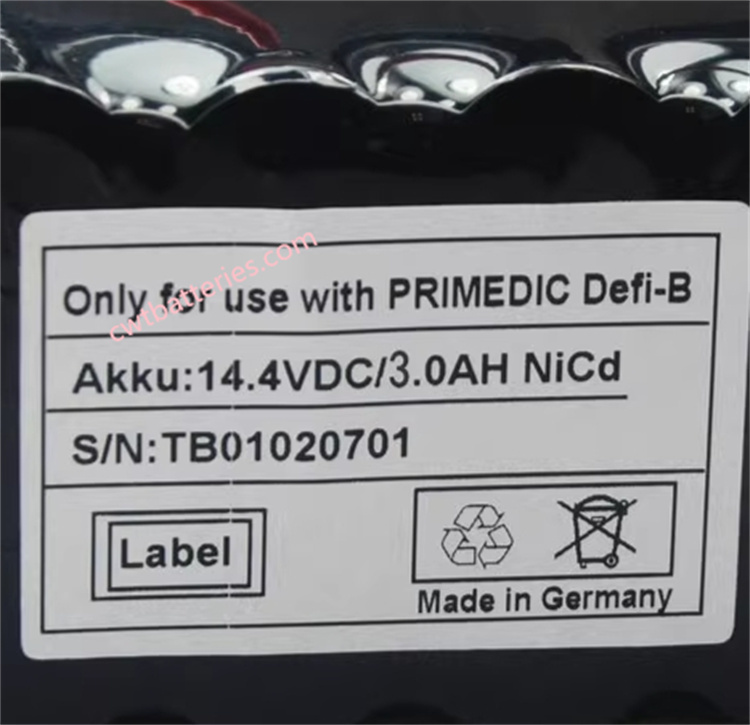 Only for use with PRIMEDIC Defi-B
cwtbatteries.com
Akku:14.4VDC/3.0AH NiCd
S/N:TB01020701
Label
Made in Germany